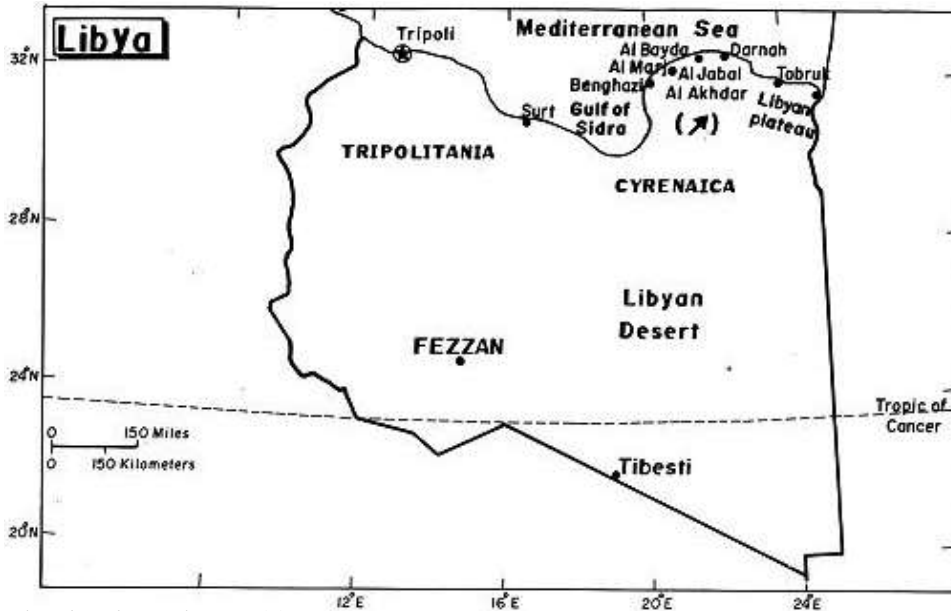 Libya
Tripoli
Mediterranean Sea
Al Bayda
Darnah
Al Marj
Al Jabal
Tobruk
Benghazi
Al Akhdar
Libyan
plateau
Surt
Gulf of
Sidra
TRIPOLITANIA
CYRENAICA
Libyan
Desert
FEZZAN
Tropic of
Cancer
Tibesti
0 150 Miles
0 150 Kilometers
32°N
28°N
24°N
20°N
12°E
16°E
20°E
24°E